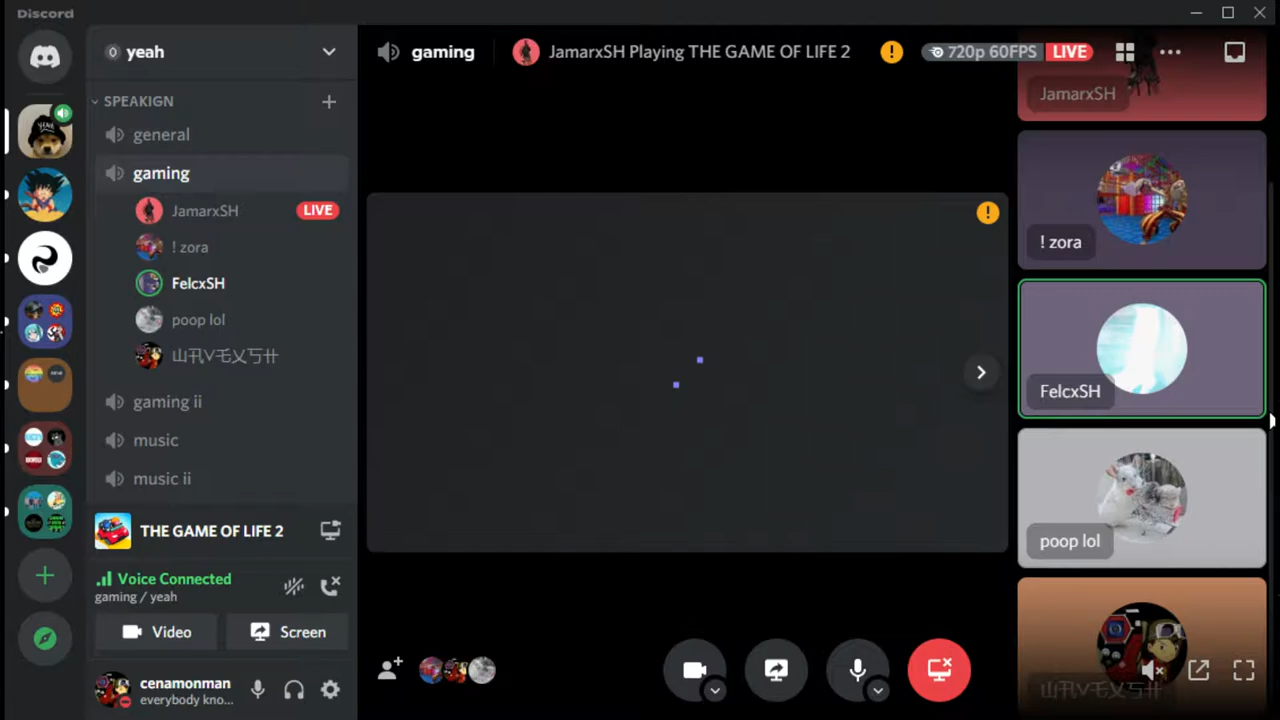 Discord
yeah
SPEAKIGN
general
gaming
JamarxSH
LIVE
! zora
FelcxSH
poop lol
山卂V乇乂丂卄
gaming ii
music
music ii
THE GAME OF LIFE 2
Voice Connected
gaming / yeah
Video
Screen
cenamonman
everybody kno...
gaming
JamarxSH Playing THE GAME OF LIFE 2
720p 60FPS
LIVE
JamarxSH
! zora
FelcxSH
poop lol
山卂V乇乂丂卄